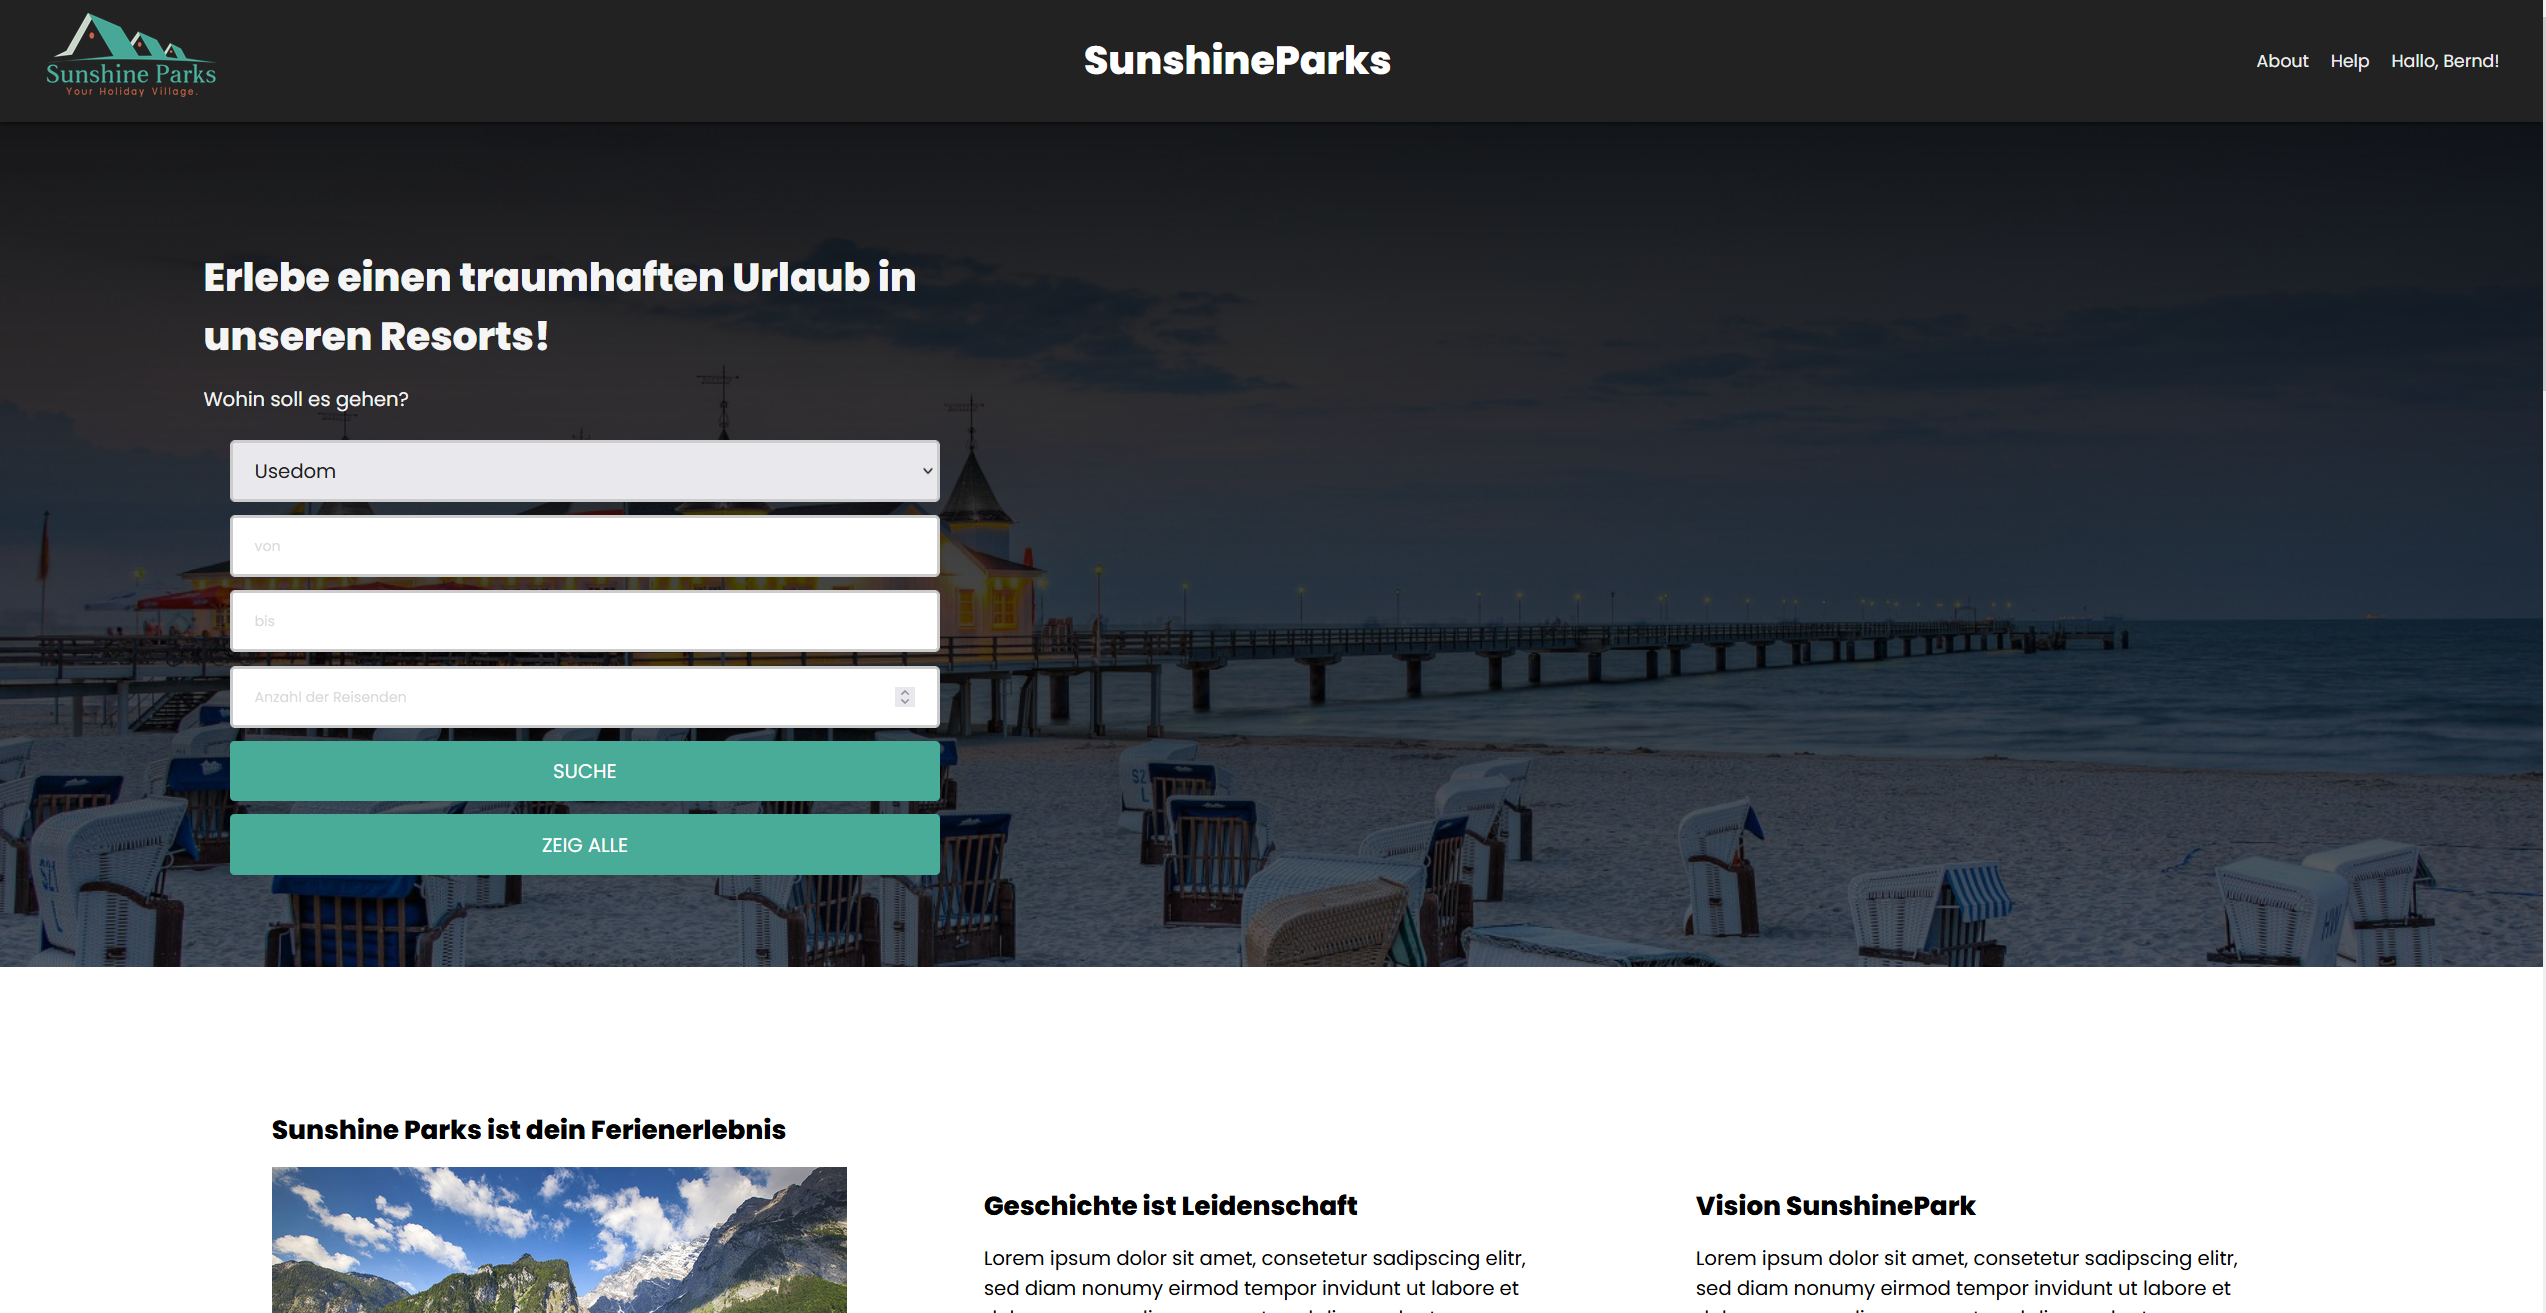 Sunshine Parks
Your Holiday Village.
SunshineParks
About Help Hallo, Bernd!
Erlebe einen traumhaften Urlaub in
unseren Resorts!
Wohin soll es gehen?
Usedom
von
bis
Anzahl der Reisenden
SUCHE
ZEIG ALLE
Sunshine Parks ist dein Ferienerlebnis
Geschichte ist Leidenschaft
Lorem ipsum dolor sit amet, consetetur sadipscing elitr,
sed diam nonumy eirmod tempor invidunt ut labore et
Vision SunshinePark
Lorem ipsum dolor sit amet, consetetur sadipscing elitr,
sed diam nonumy eirmod tempor invidunt ut labore et